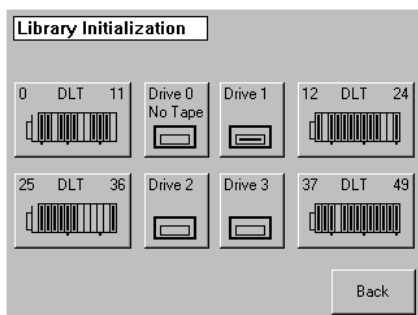 Library Initialization
0 DLT 11
Drive 0
No Tape
Drive 1
12 DLT 24
25 DLT 36
Drive 2
Drive 3
37 DLT 49
Back